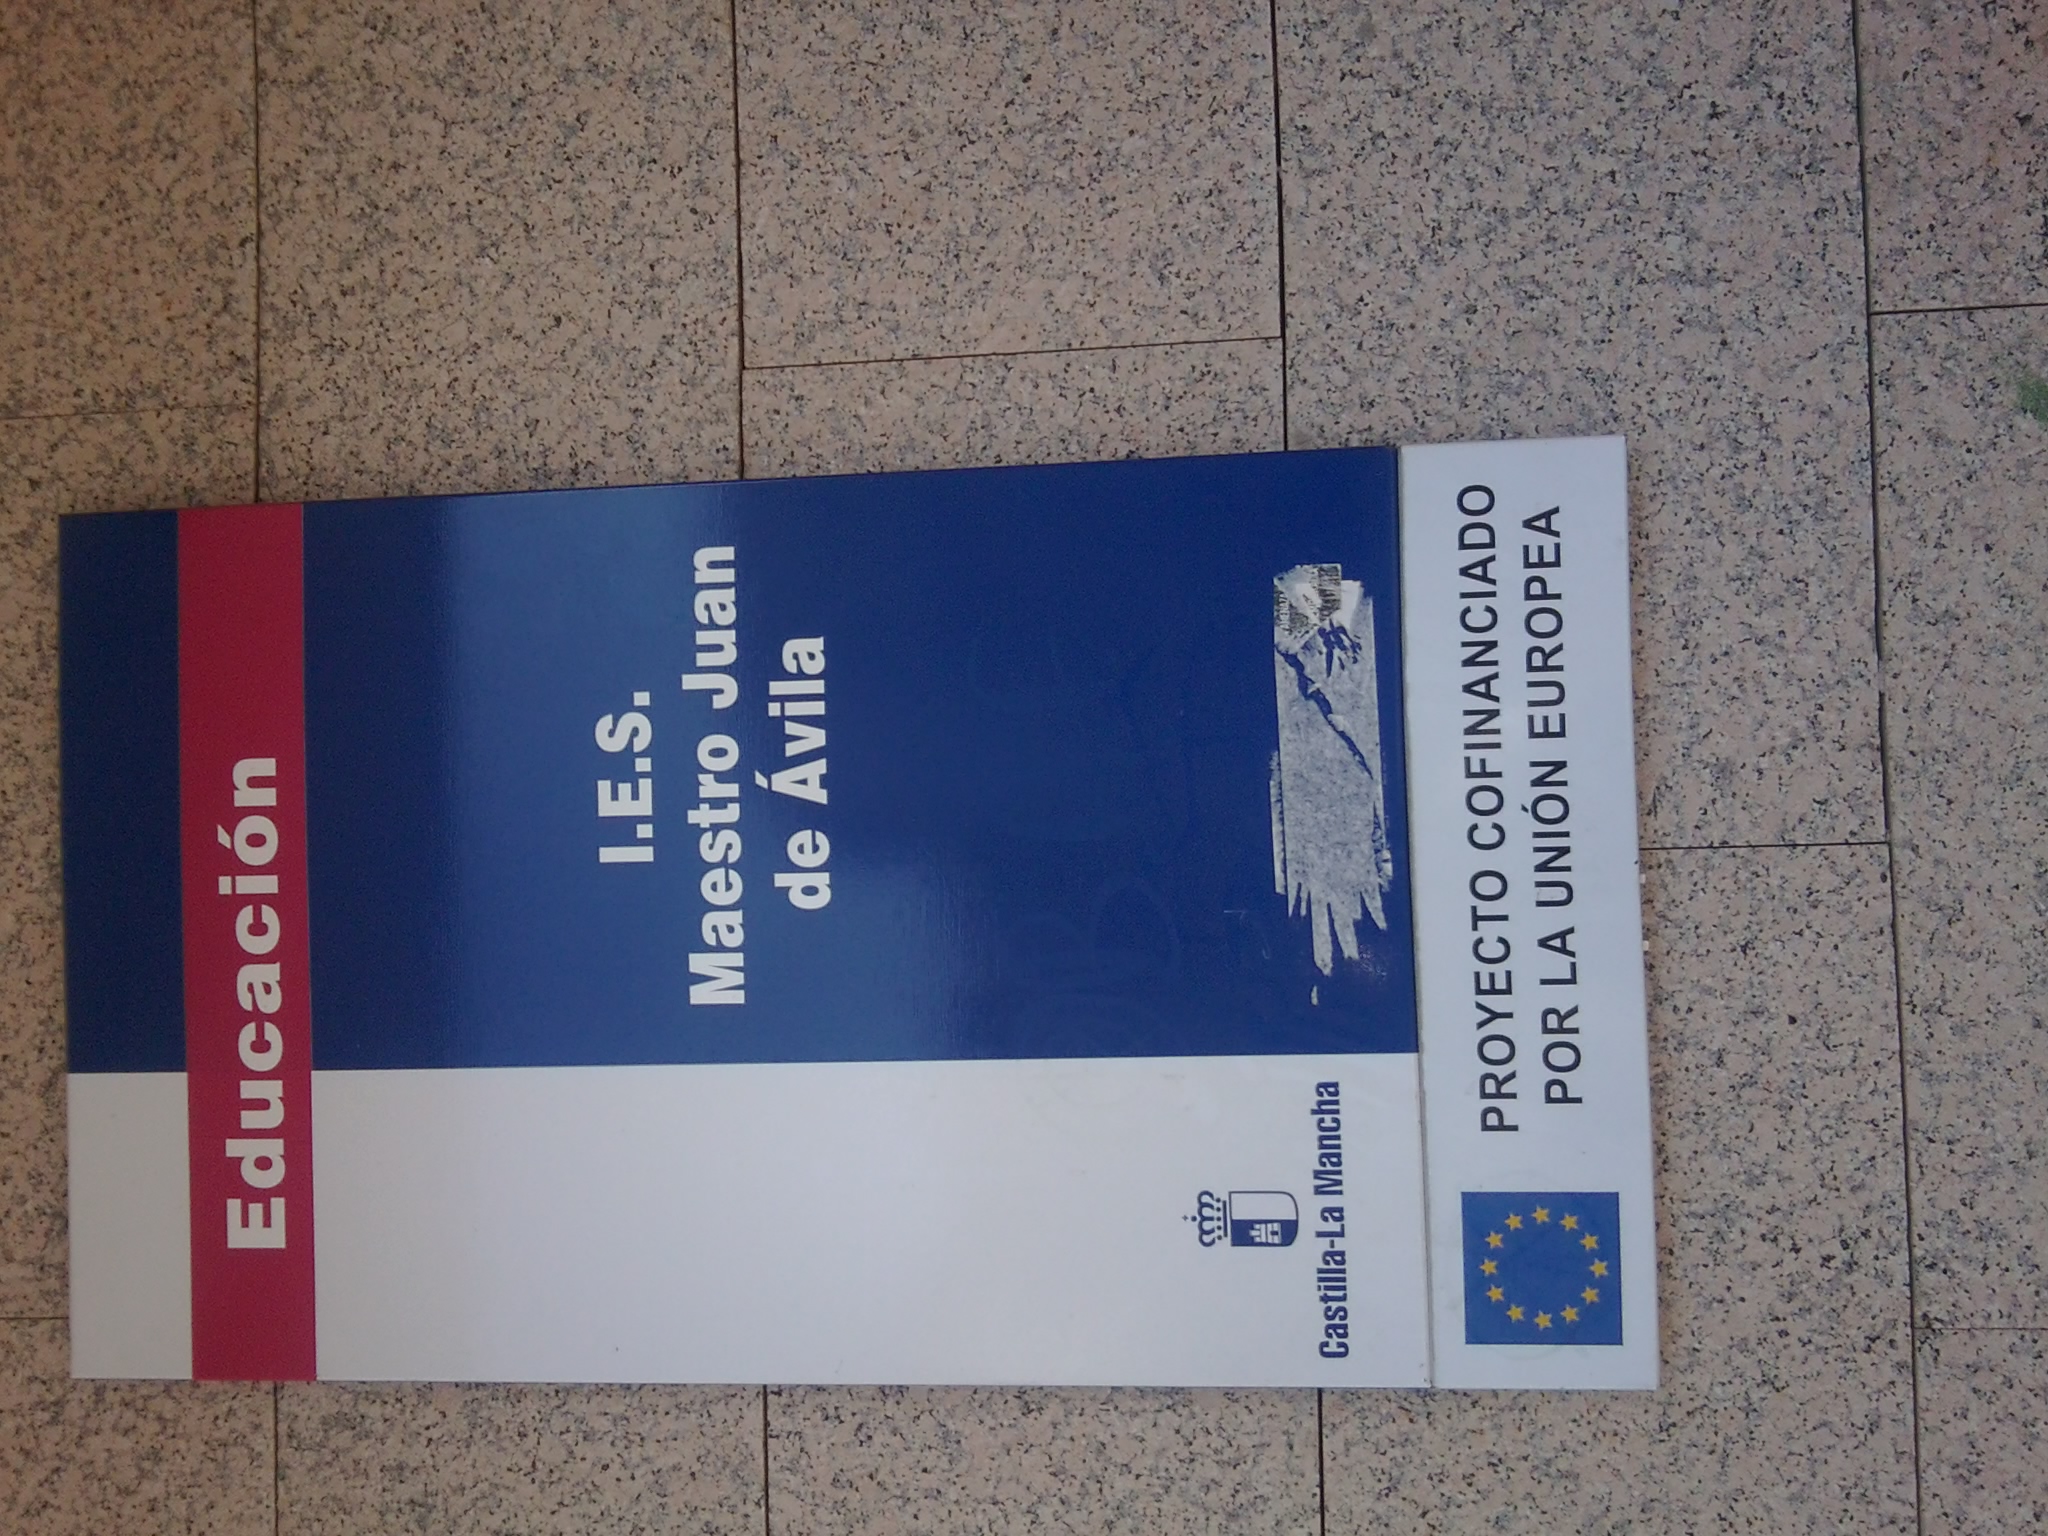 Educación
I.E.S.
Maestro Juan
de Ávila
Castilla-La Mancha
PROYECTO COFINANCIADO
POR LA UNIÓN EUROPEA